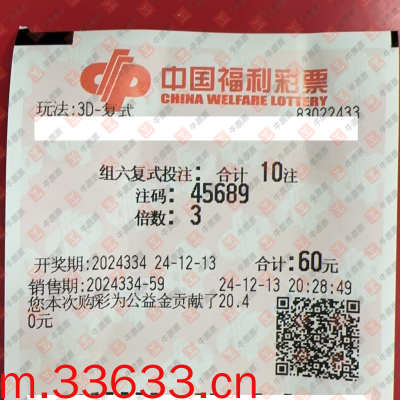 中国福利彩票
CHINA WELFARE LOTTERY
玩法:3D-复式 83022433
组六复式投注: 合计 10注
注码: 45689
倍数: 3
开奖期:2024334 24-12-13 合计:60元
销售期:2024334-59 24-12-13 20:28:49
您本次购彩为公益金贡献了20.4
0元
m.33633.cn